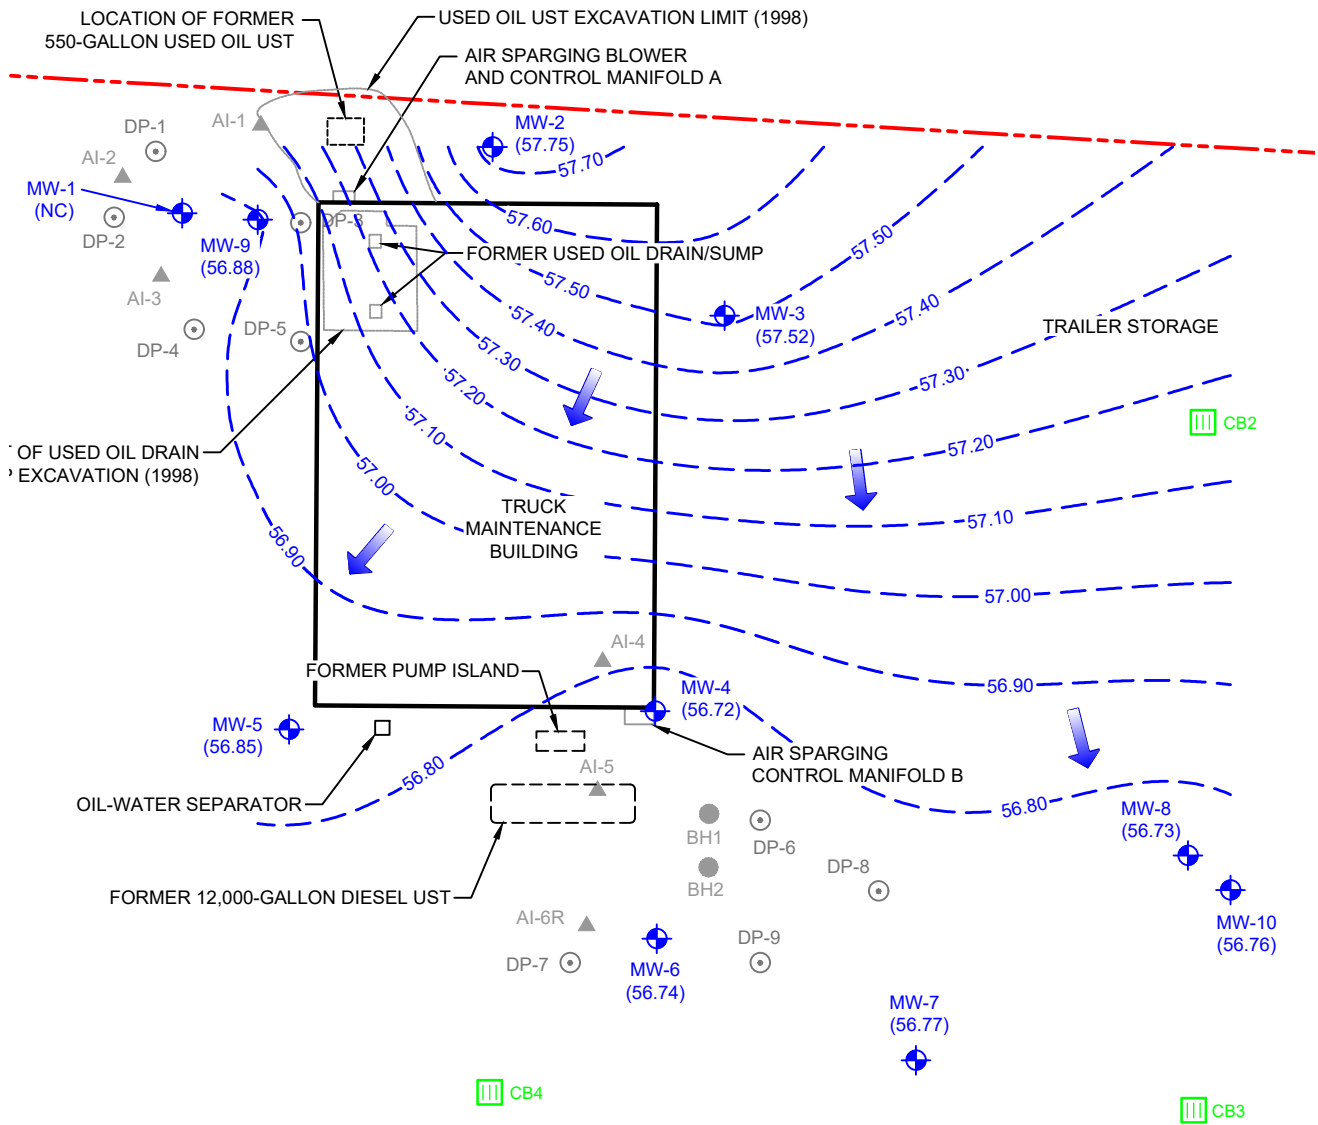 LOCATION OF FORMER
550-GALLON USED OIL UST
USED OIL UST EXCAVATION LIMIT (1998)
AIR SPARGING BLOWER
AND CONTROL MANIFOLD A
AI-1
DP-1
AI-2
MW-1
(NC)
DP-2
MW-9
(56.88)
DP-3
AI-3
DP-4
DP-5
MW-2
(57.75)
57.70
57.60
57.50
57.50
FORMER USED OIL DRAIN/SUMP
57.40
57.40
MW-3
(57.52)
TRAILER STORAGE
57.30
57.30
57.20
57.20
CB2
57.10
57.10
OF USED OIL DRAIN
EXCAVATION (1998)
57.00
TRUCK
MAINTENANCE
BUILDING
56.90
57.00
AI-4
FORMER PUMP ISLAND
56.90
MW-4
(56.72)
MW-5
(56.85)
AIR SPARGING
CONTROL MANIFOLD B
56.80
AI-5
OIL-WATER SEPARATOR
56.80
MW-8
(56.73)
BH1
DP-6
BH2
DP-8
FORMER 12,000-GALLON DIESEL UST
AI-6R
DP-7
MW-6
(56.74)
DP-9
MW-10
(56.76)
MW-7
(56.77)
CB4
CB3